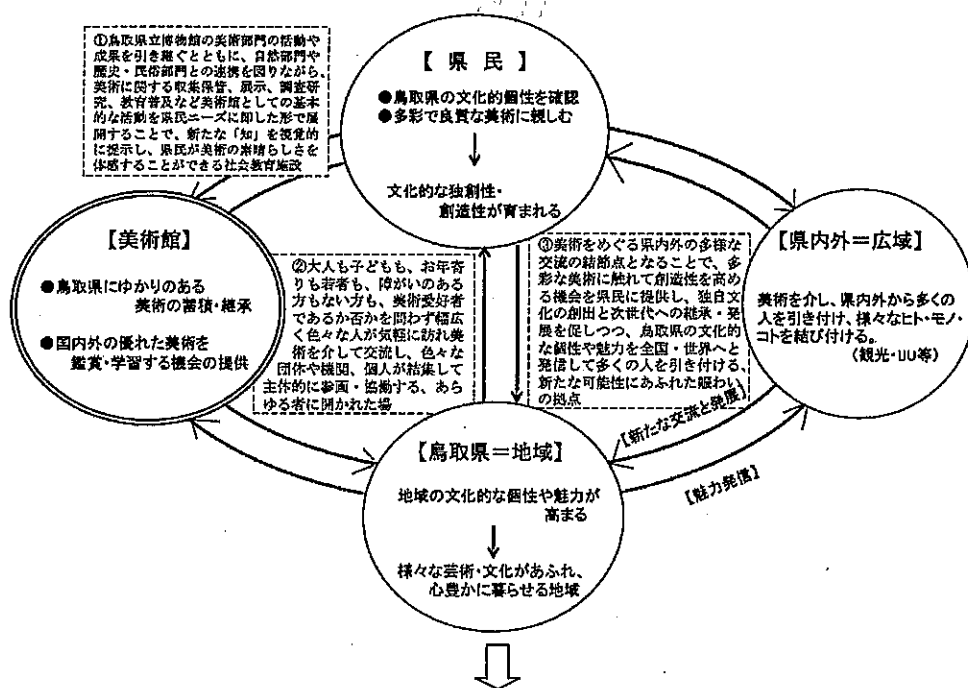 ①鳥取県立博物館の美術部門の活動や
成果を引き継ぐとともに、自然部門や
歴史・民俗部門との連携を図りながら、
美術に関する収集保管、展示、調査研
究、教育普及など美術館としての基本
的な活動を県民ニーズに即した形で展
開することで、新たな「知」を視覚的
に提示し、県民が美術の素晴らしさを
体感することができる社会教育施設
【 県 民 】
●鳥取県の文化的個性を確認
●多彩で良質な美術に親しむ
文化的な独創性・
創造性が育まれる
【美術館】
●鳥取県にゆかりのある
美術の蓄積・継承
●国内外の優れた美術を
鑑賞・学習する機会の提供
②大人も子どもも、お年寄
りも若者も、障がいのある
方もない方も、美術愛好者
であるか否かを問わず幅広
く色々な人が気軽に訪れ美
術を介して交流し、色々な
団体や機関、個人が結集して
主体的に参画・協働する、あら
ゆる者に開かれた場
③美術をめぐる県内外の多様な
交流の結節点となることで、多
彩な美術に触れて創造性を高め
る機会を県民に提供し、独自文
化の創出と次世代への継承・発
展を促しつつ、鳥取県の文化的
な個性や魅力を全国・世界へと
発信して多くの人を引き付ける、
新たな可能性にあふれた賑わい
の拠点
【県内外＝広域】
美術を介し、県内外から多くの
人を引き付け、様々なヒト・モノ・
コトを結び付ける。
(観光・IJU等)
【新たな交流と発展】
【魅力発信】
【鳥取県＝地域】
地域の文化的な個性や魅力が
高まる
様々な芸術・文化があふれ、
心豊かに暮らせる地域